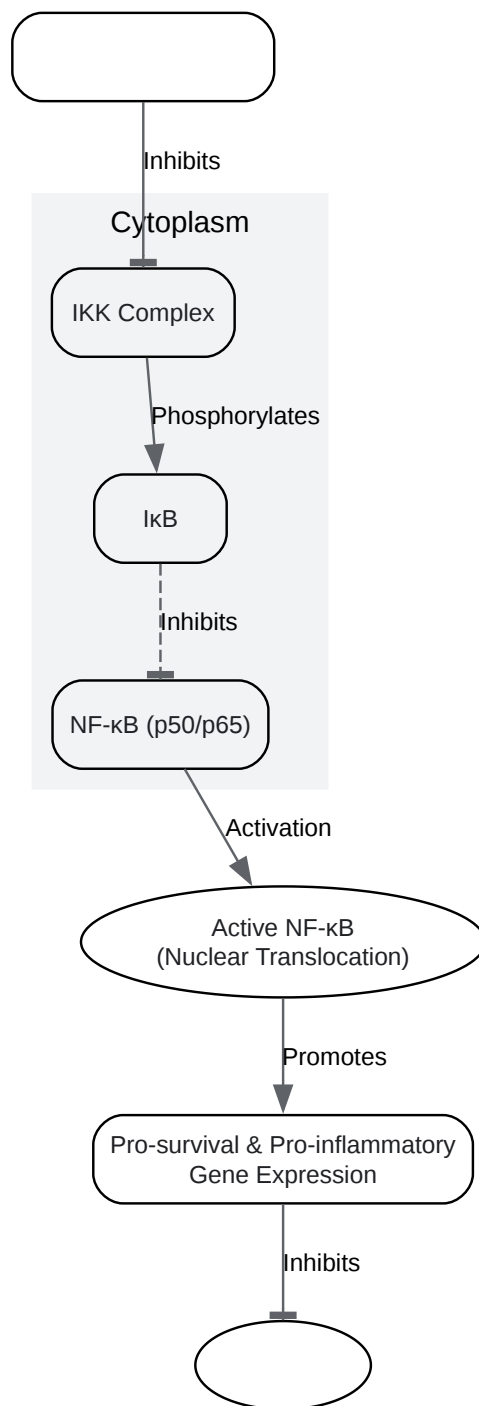 Inhibits
Cytoplasm
IKK Complex
Phosphorylates
IκB
Inhibits
NF-κB (p50/p65)
Activation
Active NF-κB
(Nuclear Translocation)
Promotes
Pro-survival & Pro-inflammatory
Gene Expression
Inhibits